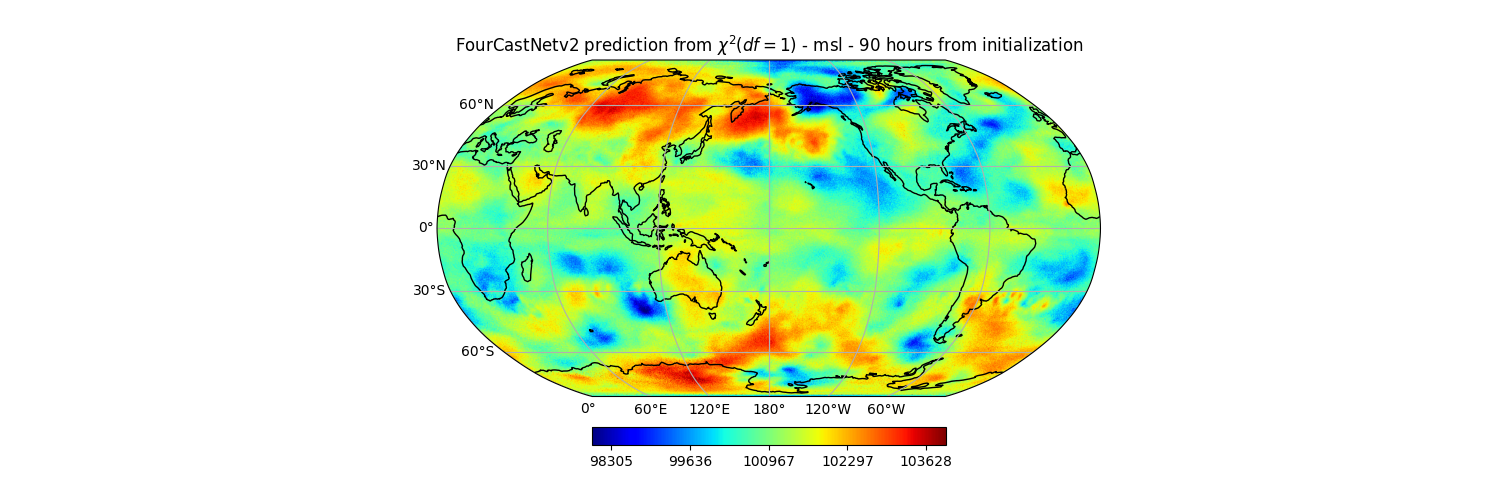 FourCastNetv2 prediction from χ²(df = 1) - msl - 90 hours from initialization
60°N
30°N
0°
30°S
60°S
0° 60°E 120°E 180° 120°W 60°W
98305 99636 100967 102297 103628